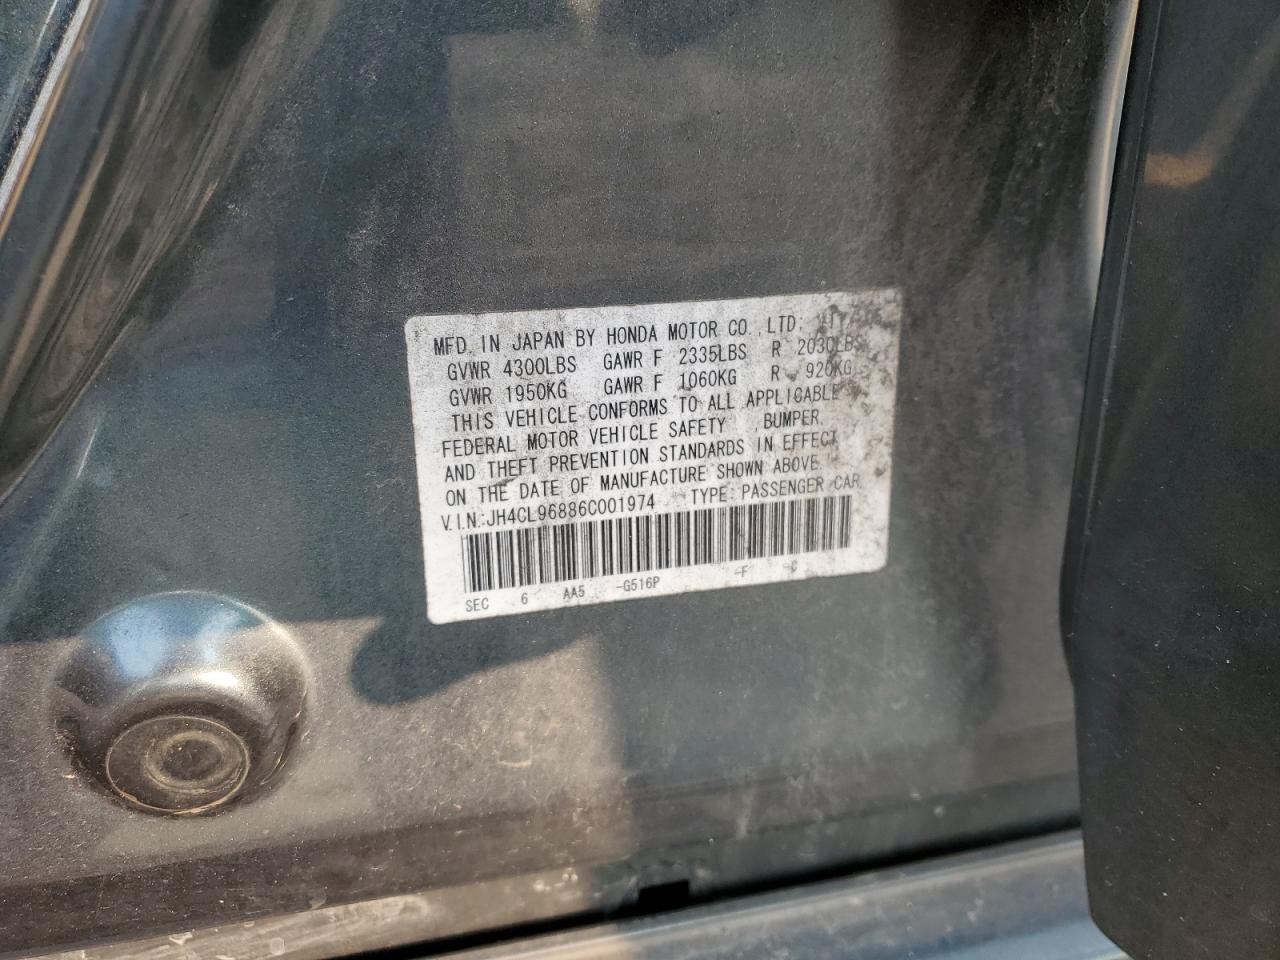 MFD. IN JAPAN BY HONDA MOTOR CO.,LTD. 11/05
GVWR 4300LBS GAWR F 2335LBS R 2030LBS
GVWR 1950KG GAWR F 1060KG R 920KG
THIS VEHICLE CONFORMS TO ALL APPLICABLE
FEDERAL MOTOR VEHICLE SAFETY ,BUMPER,
AND THEFT PREVENTION STANDARDS IN EFFECT
ON THE DATE OF MANUFACTURE SHOWN ABOVE.
V.I.N.:JH4CL96886C001974 TYPE:PASSENGER CAR
SEC 6 AA5 -G516P -F -C